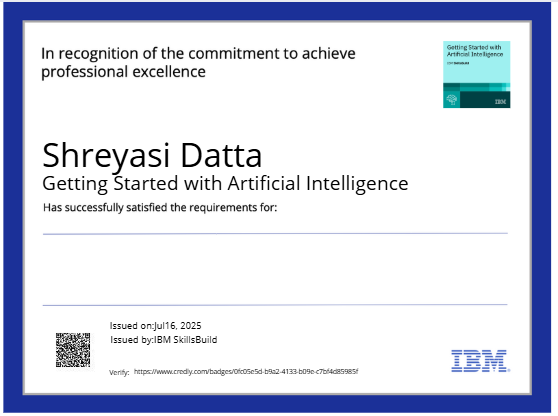 In recognition of the commitment to achieve
professional excellence
Getting Started with
Artificial Intelligence
IBM SkillsBuild
IBM
Shreyasi Datta
Getting Started with Artificial Intelligence
Has successfully satisfied the requirements for:
Issued on:Jul16, 2025
Issued by:IBM SkillsBuild
Verify: https://www.credly.com/badges/0fc05e5d-b9a2-4133-b09e-c7bf4d85985f
IBM